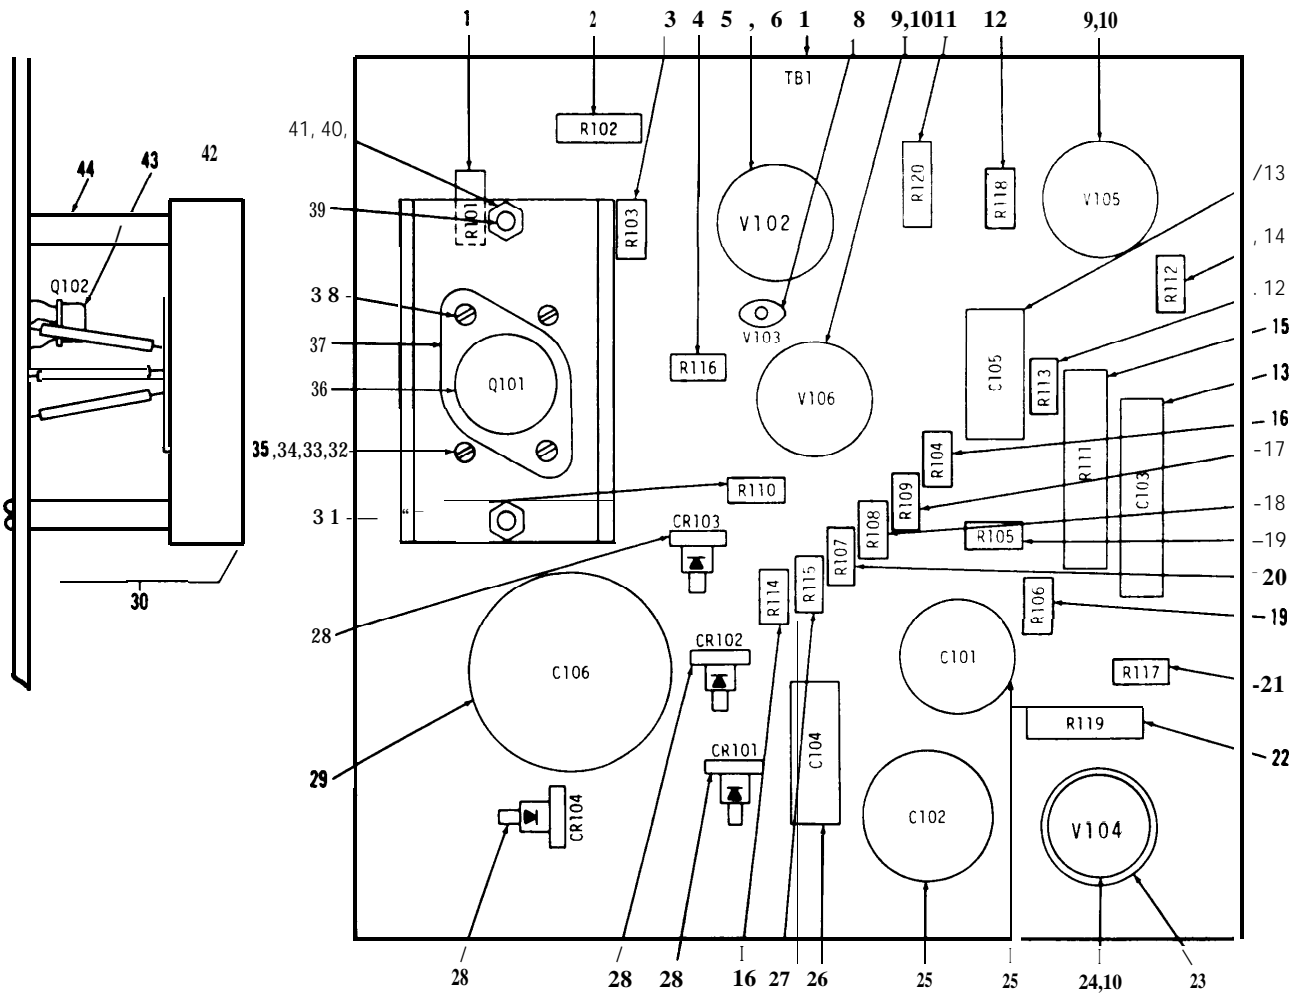 1 2 3 4 5 , 6 1 8 9,10 11 12 9,10
TB1
41, 40,
R102
44 43 42
/13
R101
R103
R120
R118
V105
39
V102
, 14
R112
Q102
38-
. 12
V103
15
37
R116
C105
R113
13
36
Q101
V106
16
35,34,33,32
R104
R111
-17
C103
R110
R109
-18
31
CR103
R108
R105
-19
R107
20
30
R115
R114
R106
-19
28
CR102
C101
C106
R117
-21
R119
22
CR101
C104
29
CR104
C102
V104
28 28 28 16 27 26 25 25 24,10 23